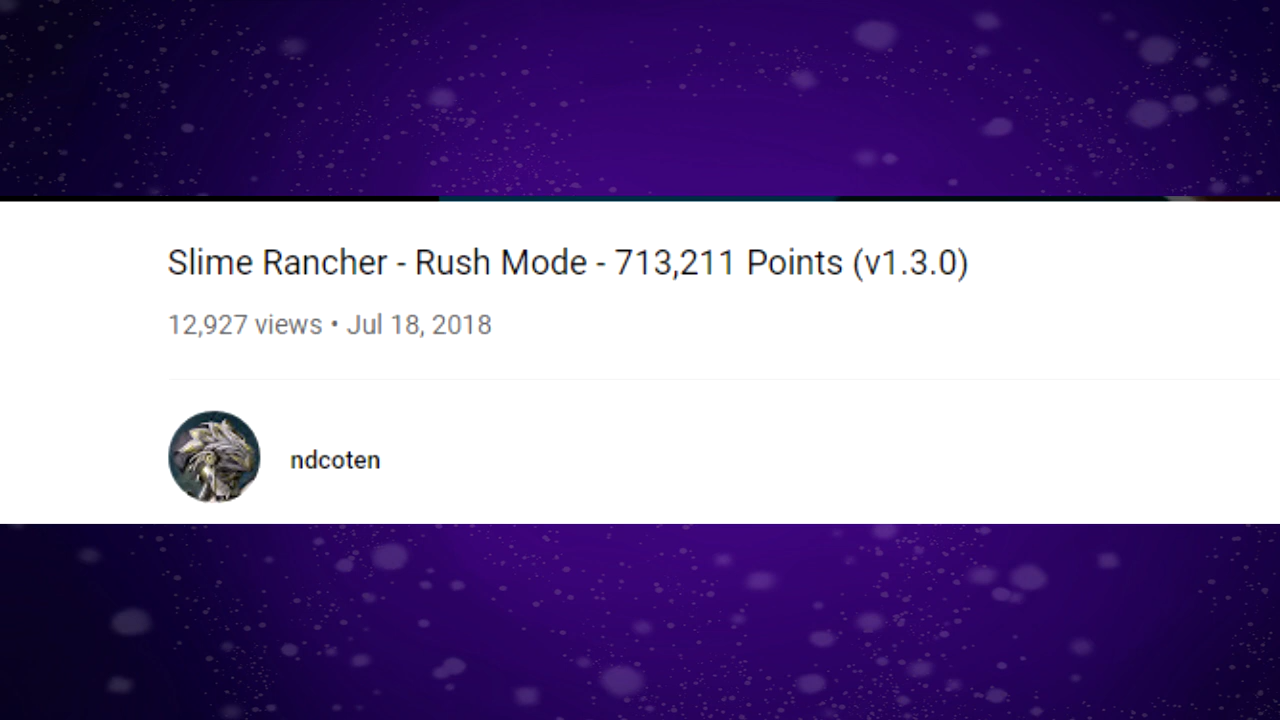 Slime Rancher - Rush Mode - 713,211 Points (v1.3.0)
12,927 views • Jul 18, 2018
ndcoten